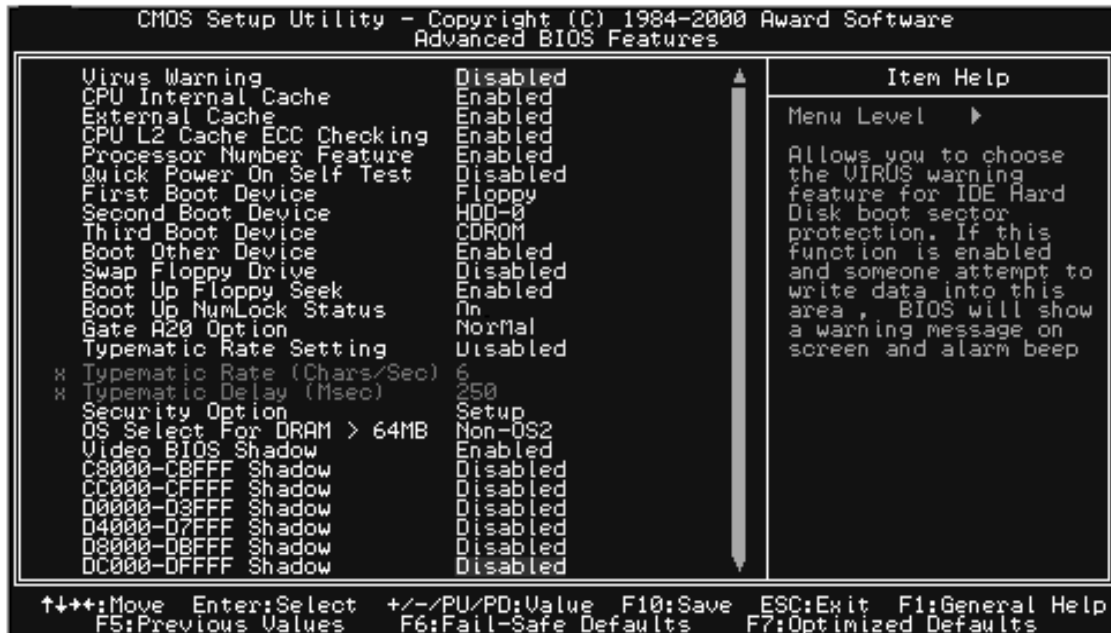 CMOS Setup Utility – Copyright (C) 1984–2000 Award Software
Advanced BIOS Features
Virus Warning Disabled
CPU Internal Cache Enabled
External Cache Enabled
CPU L2 Cache ECC Checking Enabled
Processor Number Feature Enabled
Quick Power On Self Test Disabled
First Boot Device Floppy
Second Boot Device HDD-0
Third Boot Device CDROM
Boot Other Device Enabled
Swap Floppy Drive Disabled
Boot Up Floppy Seek Enabled
Boot Up NumLock Status On
Gate A20 Option NorMal
Typematic Rate Setting Disabled
x Typematic Rate (Chars/Sec) 6
x Typematic Delay (Msec) 250
Security Option Setup
OS Select For DRAM > 64MB Non-OS2
Video BIOS Shadow Enabled
C8000-CBFFF Shadow Disabled
CC000-CFFFF Shadow Disabled
D0000-D3FFF Shadow Disabled
D4000-D7FFF Shadow Disabled
D8000-DBFFF Shadow Disabled
DC000-DFFFF Shadow Disabled
Item Help
Menu Level ▶
Allows you to choose
the VIRUS warning
feature for IDE Hard
Disk boot sector
protection. If this
function is enabled
and someone attempt to
write data into this
area , BIOS will show
a warning message on
screen and alarm beep
↑↓→←:Move Enter:Select +/-/PU/PD:Value F10:Save ESC:Exit F1:General Help
F5:Previous Values F6:Fail-Safe Defaults F7:Optimized Defaults